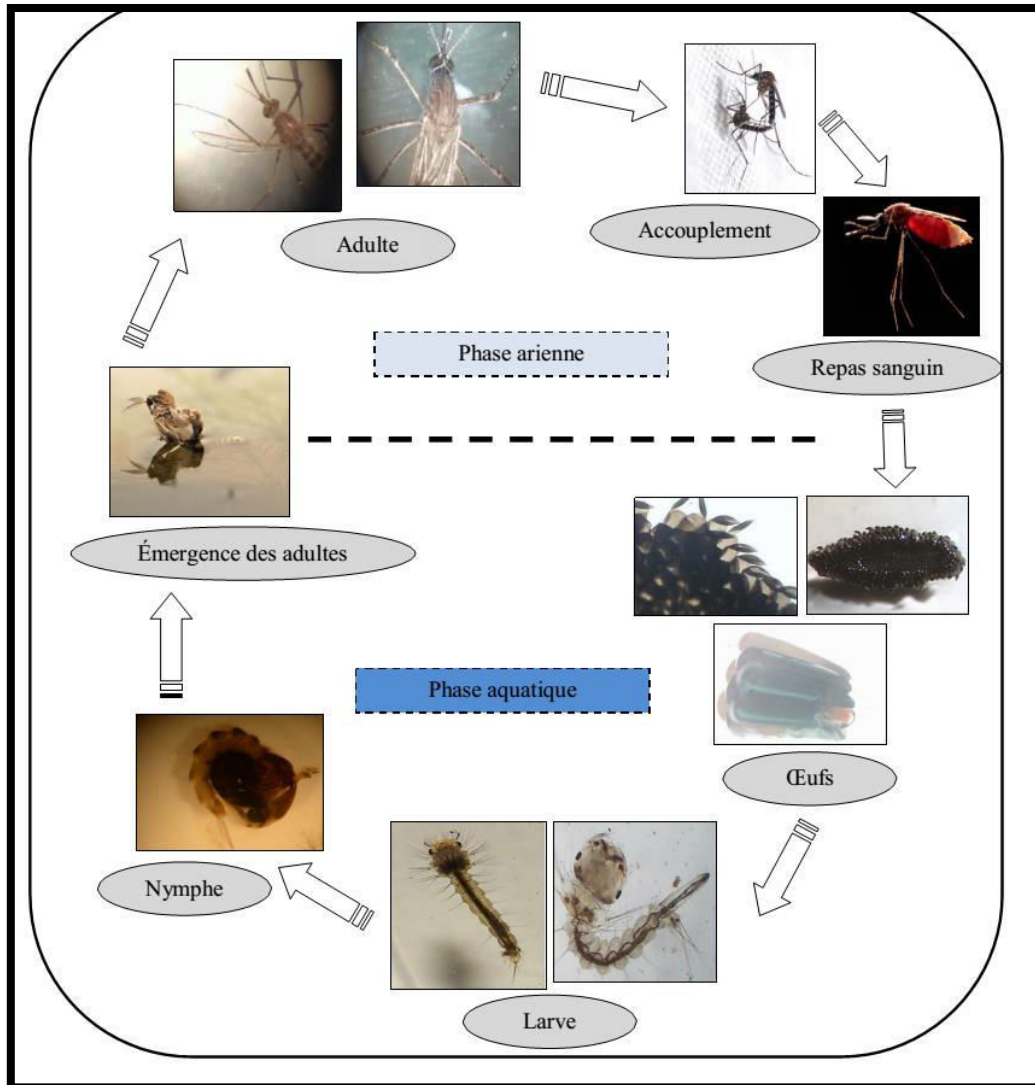 Adulte
Accouplement
Phase arienne
Repas sanguin
Émergence des adultes
Phase aquatique
Œufs
Nymphe
Larve